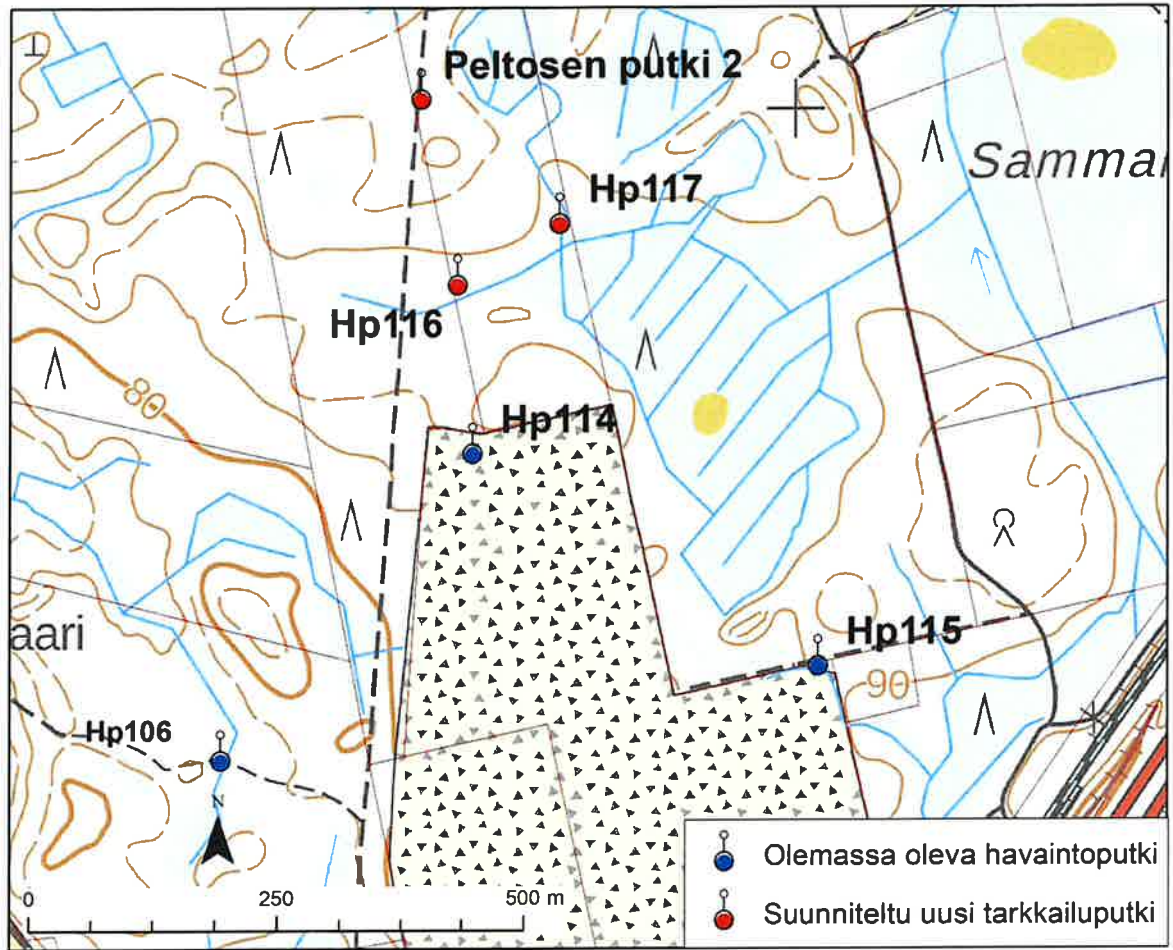 Peltosen putki 2
Sammal
Hp117
Hp116
80
Hp114
aari
Hp115
90
Hp106
N
0 250 500 m
Olemassa oleva havaintoputki
Suunniteltu uusi tarkkailuputki